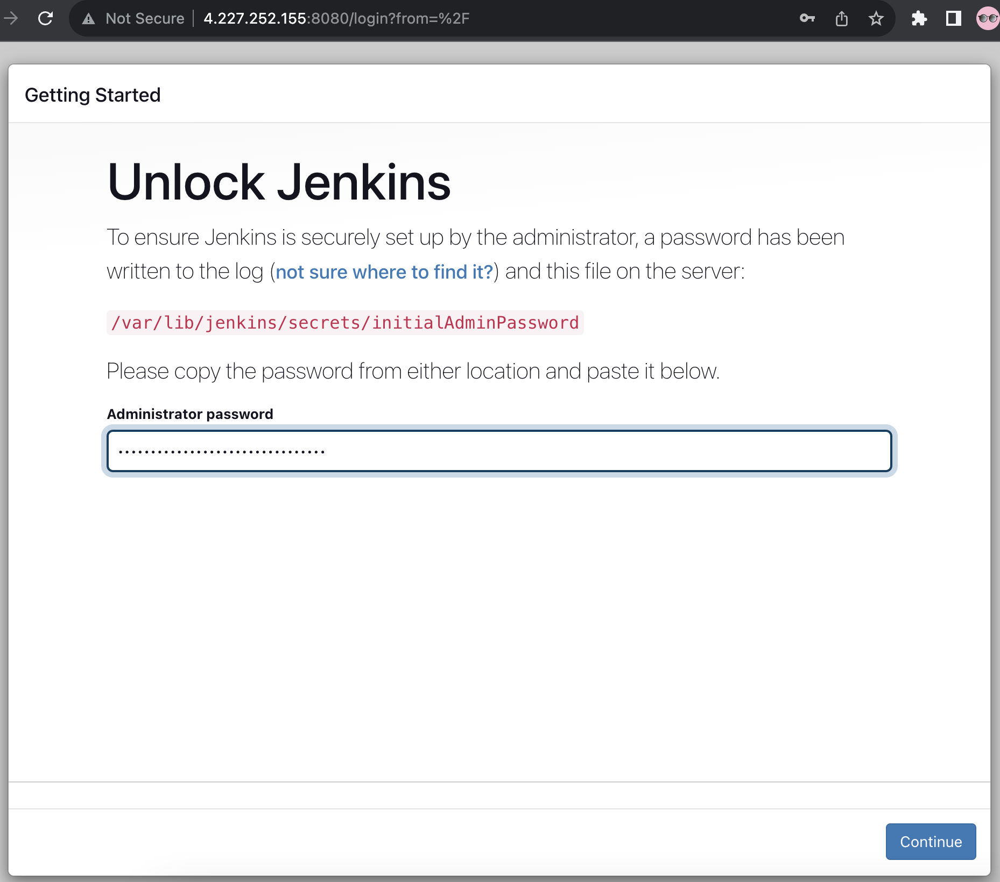 Not Secure 4.227.252.155:8080/login?from=%2F
Getting Started
Unlock Jenkins
To ensure Jenkins is securely set up by the administrator, a password has been
written to the log (not sure where to find it?) and this file on the server:
/var/lib/jenkins/secrets/initialAdminPassword
Please copy the password from either location and paste it below.
Administrator password
Continue